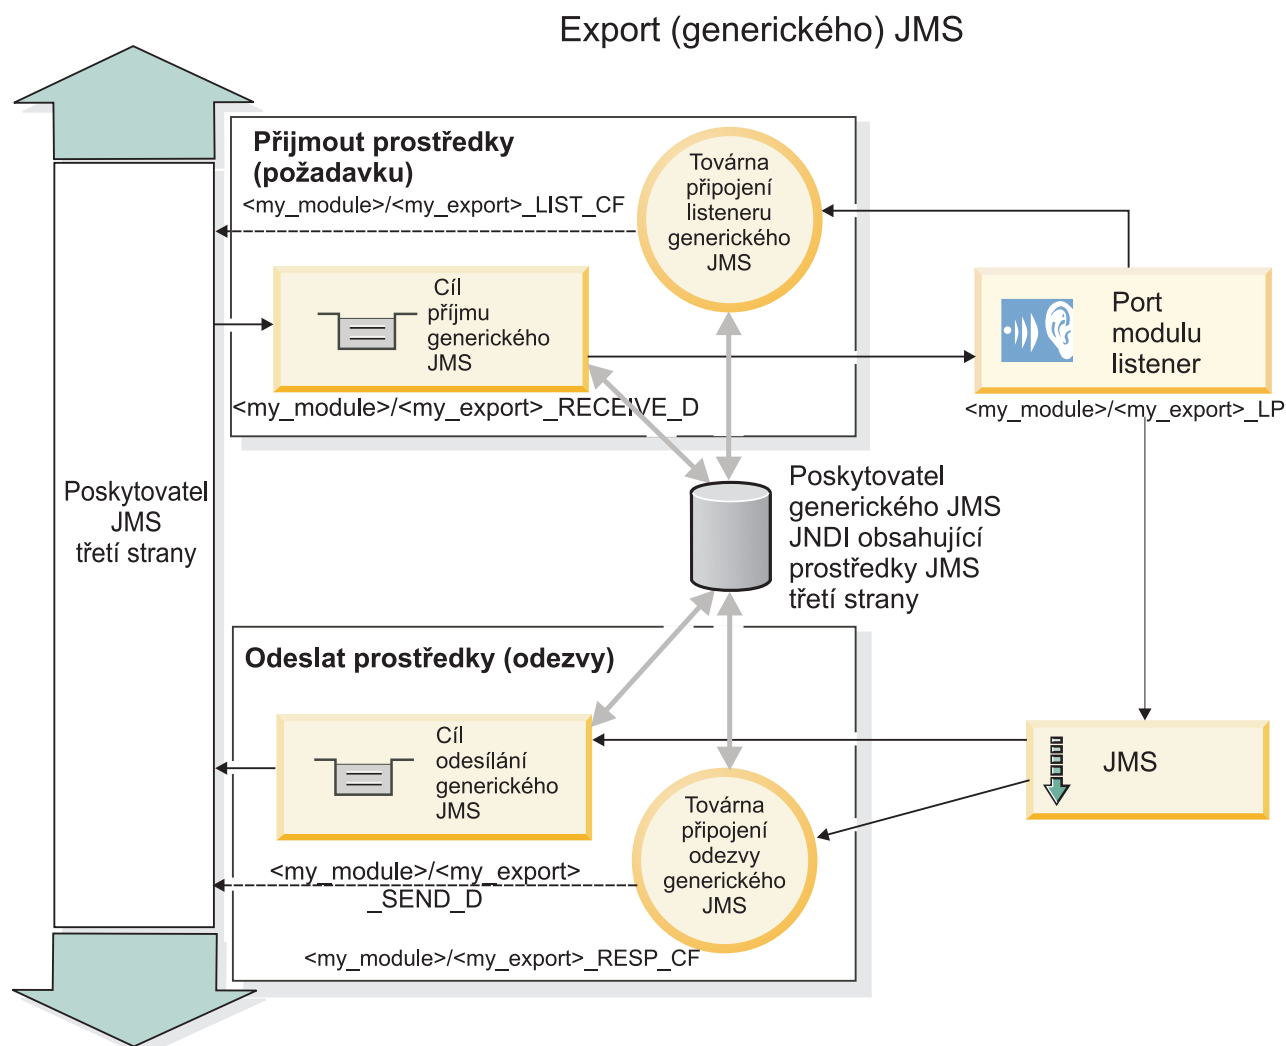 Export (generického) JMS
Přijmout prostředky
(požadavku)
<my_module>/<my_export>_LIST_CF
Továrna
připojení
listeneru
generického
JMS
Cíl
příjmu
generického
JMS
<my_module>/<my_export>_RECEIVE_D
Port
modulu
listener
<my_module>/<my_export>_LP
Poskytovatel
JMS
třetí strany
Poskytovatel
generického JMS
JNDI obsahující
prostředky JMS
třetí strany
Odeslat prostředky (odezvy)
Cíl
odesílání
generického
JMS
JMS
Továrna
připojení
odezvy
generického
JMS
<my_module>/<my_export>
_SEND_D
<my_module>/<my_export>_RESP_CF